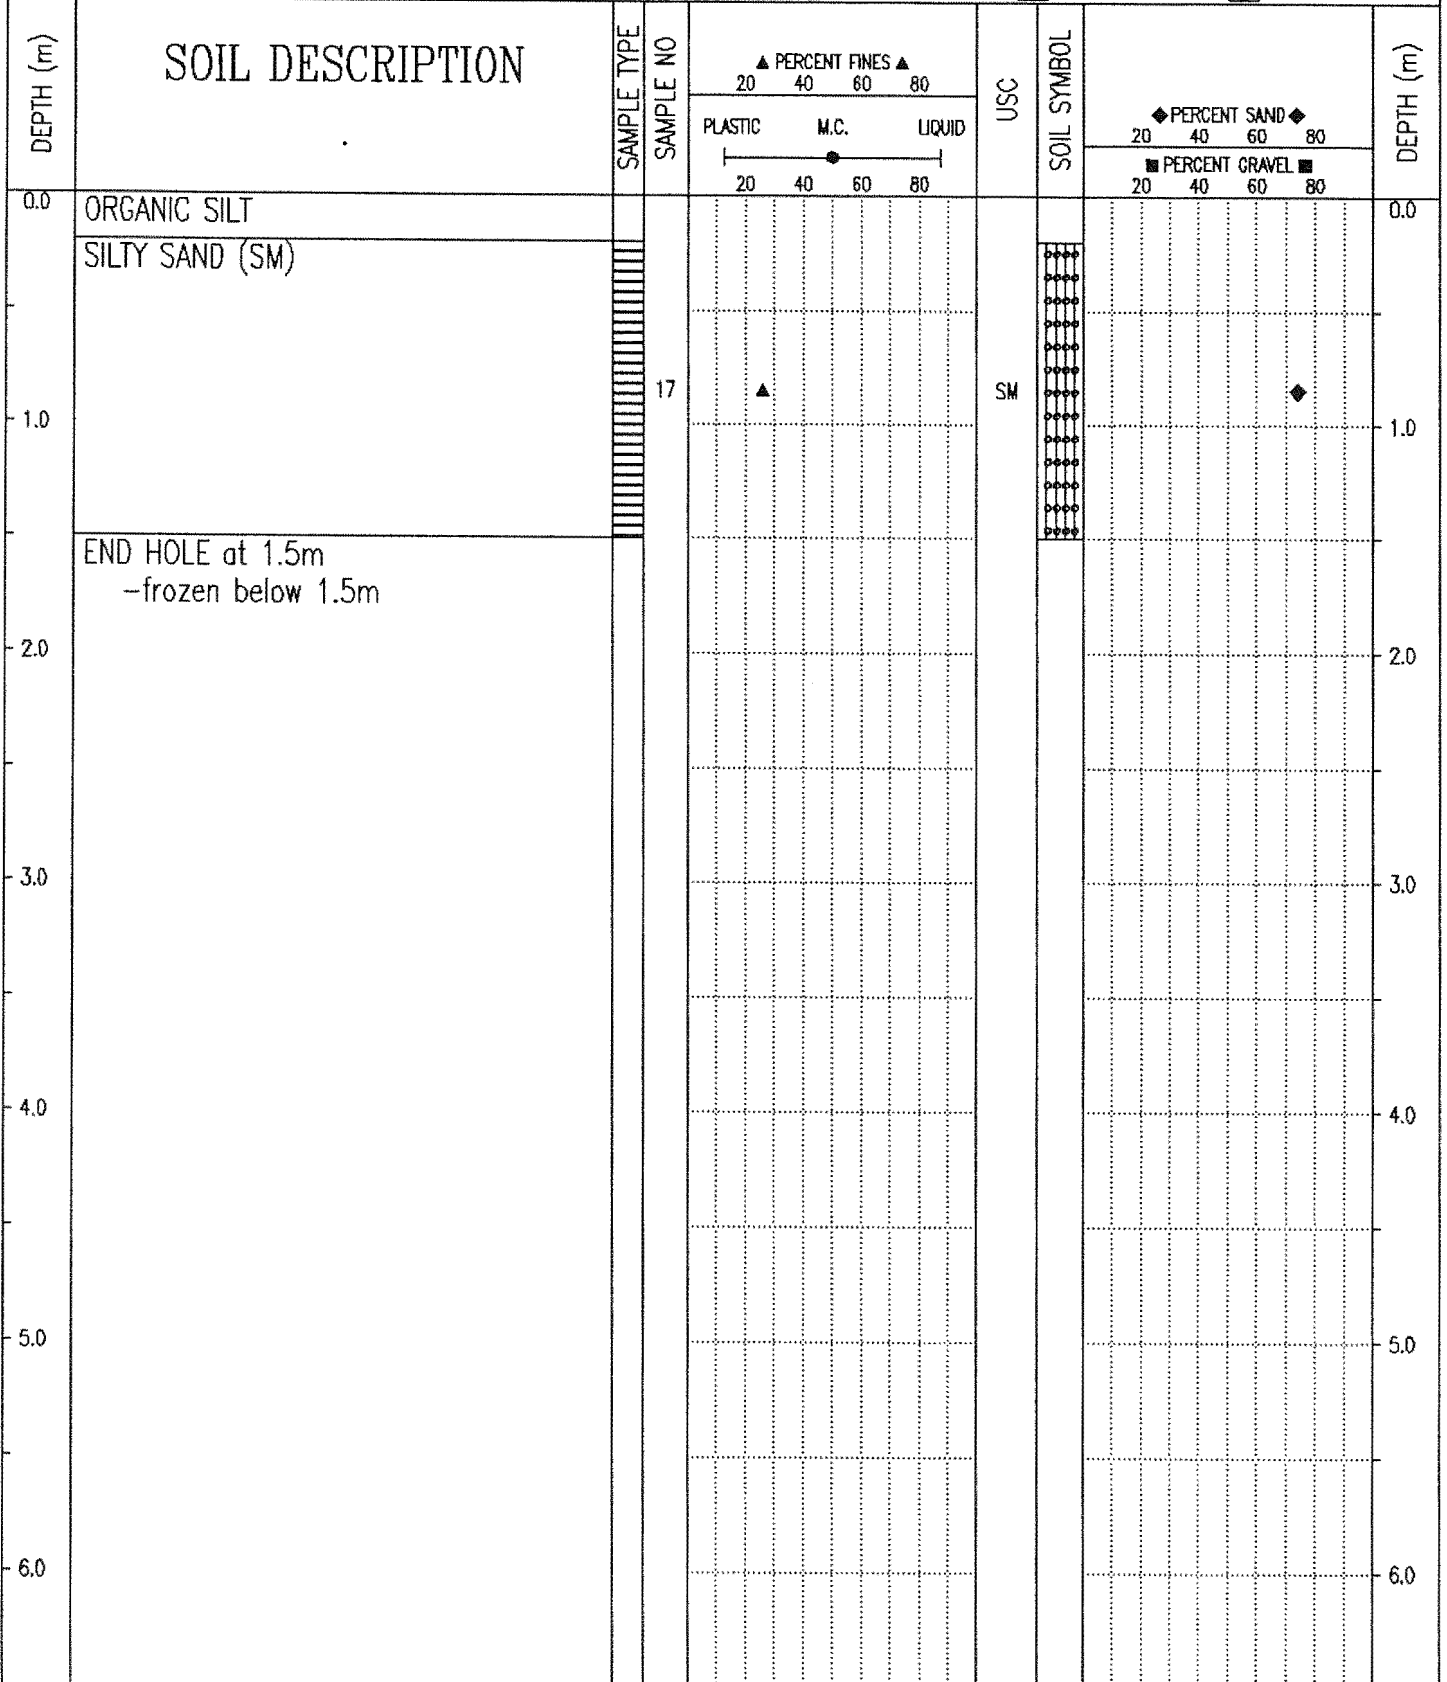 DEPTH (m)
SOIL DESCRIPTION
SAMPLE TYPE
SAMPLE NO
▲ PERCENT FINES ▲
20 40 60 80
PLASTIC M.C. LIQUID
20 40 60 80
USC
SOIL SYMBOL
◆ PERCENT SAND ◆
20 40 60 80
■ PERCENT GRAVEL ■
20 40 60 80
DEPTH (m)
0.0
ORGANIC SILT
0.0
SILTY SAND (SM)
17
SM
1.0
1.0
END HOLE at 1.5m
-frozen below 1.5m
2.0
2.0
3.0
3.0
4.0
4.0
5.0
5.0
6.0
6.0